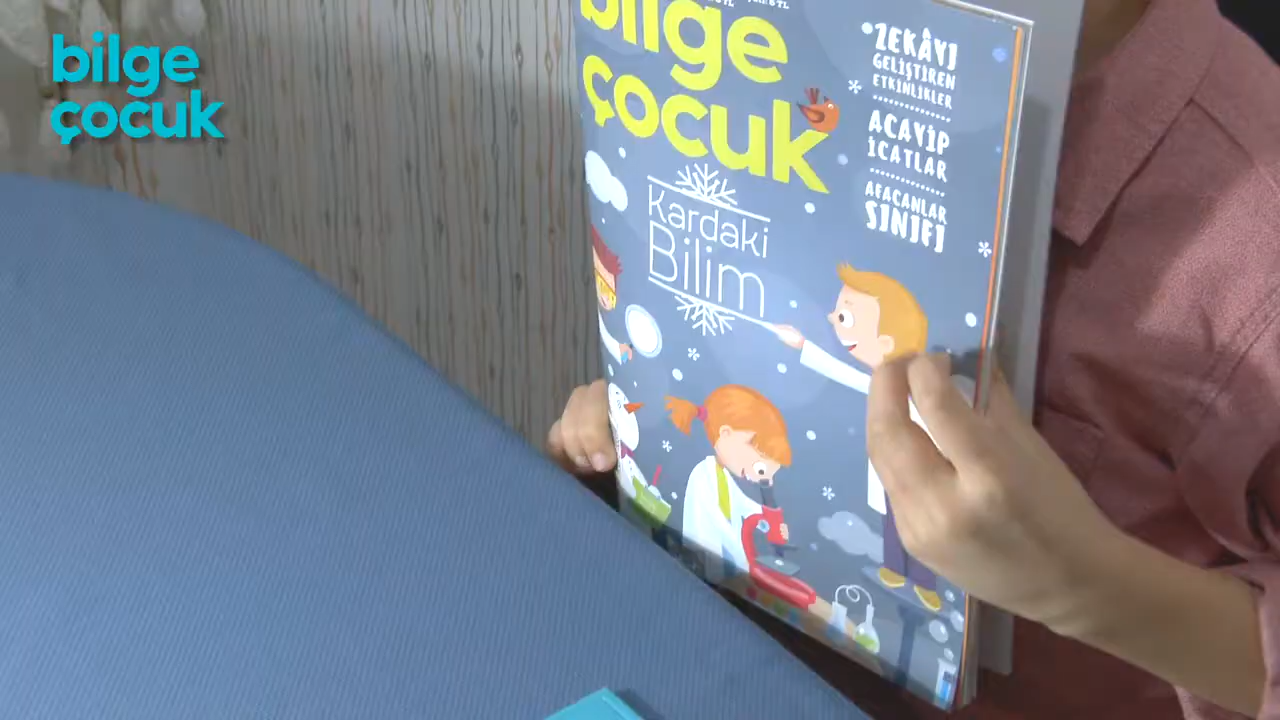 bilge
çocuk
bilge
çocuk
Kardaki
Bilim
ZEKÂYI
GELİŞTİREN
ETKİNLİKLER
ACAYİP
İCATLAR
AFACANLAR
SINIFI